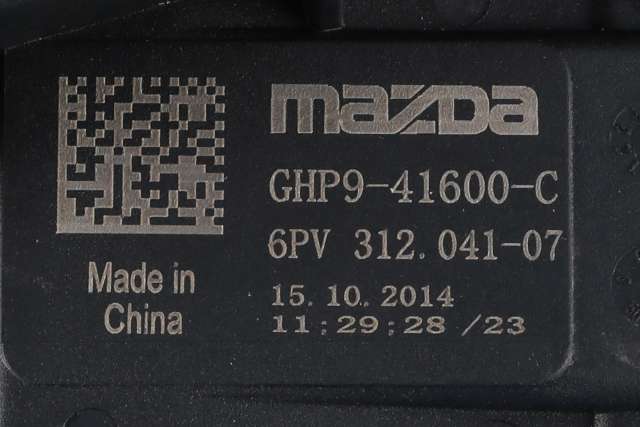 mazda
GHP9-41600-C
6PV 312.041-07
Made in
China
15.10.2014
11:29:28 /23